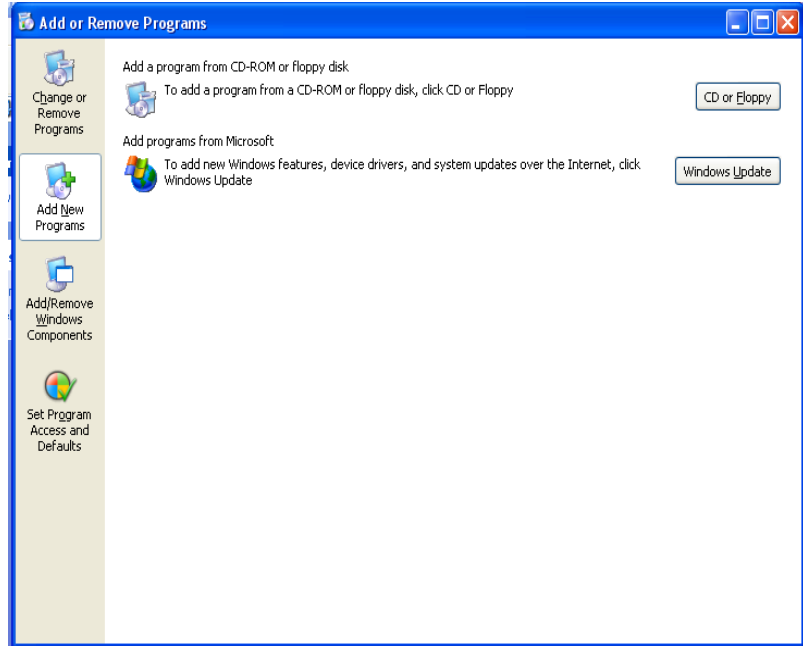 Add or Remove Programs
Change or
Remove
Programs
Add New
Programs
Add/Remove
Windows
Components
Set Program
Access and
Defaults
Add a program from CD-ROM or floppy disk
To add a program from a CD-ROM or floppy disk, click CD or Floppy
CD or Floppy
Add programs from Microsoft
To add new Windows features, device drivers, and system updates over the Internet, click
Windows Update
Windows Update